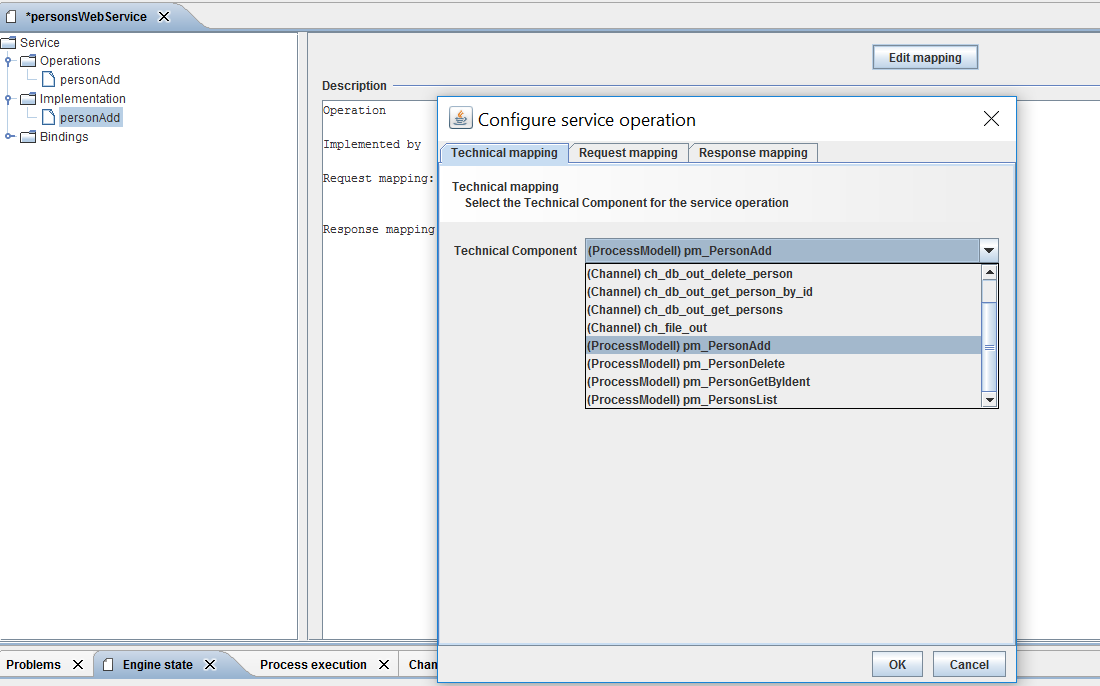 *personsWebService
Service
Operations
personAdd
Implementation
personAdd
Bindings
Edit mapping
Description
Operation
Implemented by
Request mapping:
Response mapping
Configure service operation
Technical mapping Request mapping Response mapping
Technical mapping
Select the Technical Component for the service operation
Technical Component (ProcessModell) pm_PersonAdd
(Channel) ch_db_out_delete_person
(Channel) ch_db_out_get_person_by_id
(Channel) ch_db_out_get_persons
(Channel) ch_file_out
(ProcessModell) pm_PersonAdd
(ProcessModell) pm_PersonDelete
(ProcessModell) pm_PersonGetByIdent
(ProcessModell) pm_PersonsList
OK Cancel
Problems Engine state Process execution Chan